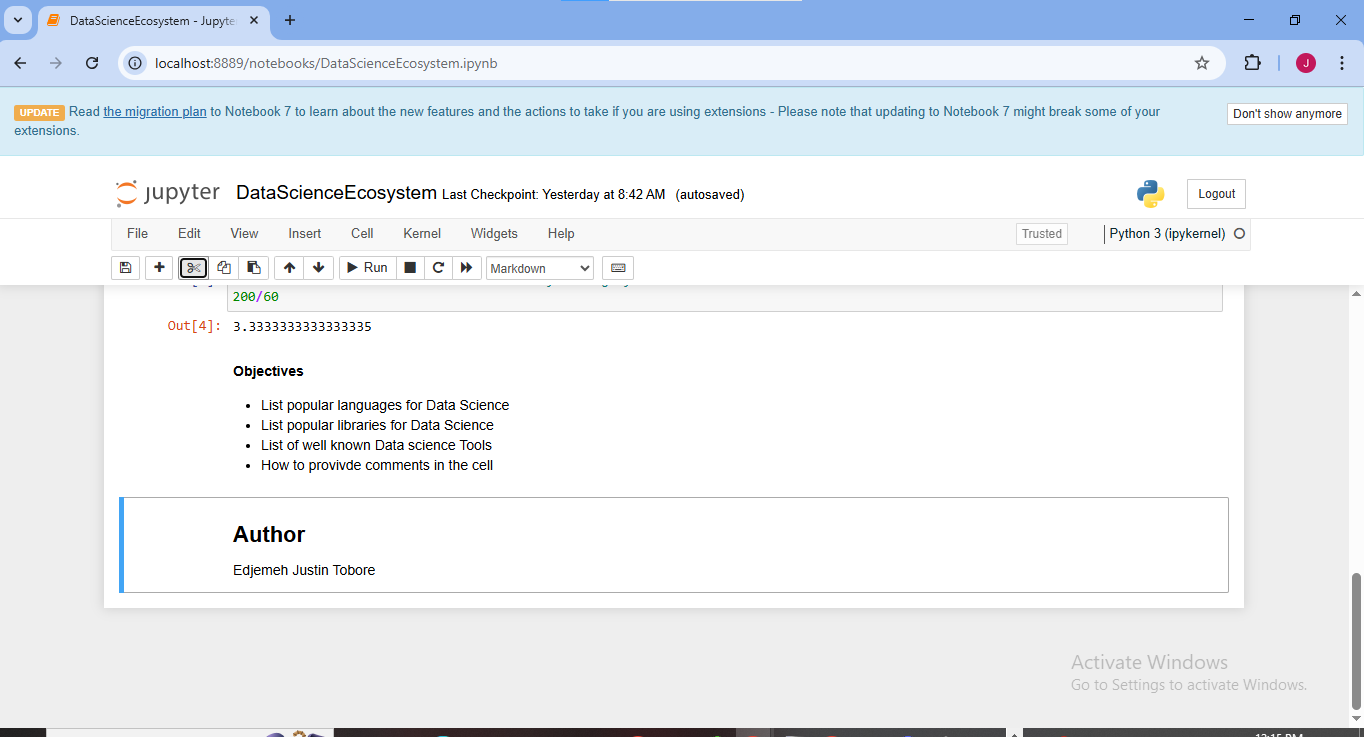 DataScienceEcosystem - Jupyte
localhost:8889/notebooks/DataScienceEcosystem.ipynb
J
UPDATE Read the migration plan to Notebook 7 to learn about the new features and the actions to take if you are using extensions - Please note that updating to Notebook 7 might break some of your
extensions.
Don't show anymore
jupyter DataScienceEcosystem Last Checkpoint: Yesterday at 8:42 AM (autosaved)
Logout
File Edit View Insert Cell Kernel Widgets Help
Trusted
Python 3 (ipykernel)
Run
Markdown
200/60
Out[4]: 3.3333333333333335
Objectives
• List popular languages for Data Science
• List popular libraries for Data Science
• List of well known Data science Tools
• How to provivde comments in the cell
Author
Edjemeh Justin Tobore
Activate Windows
Go to Settings to activate Windows.